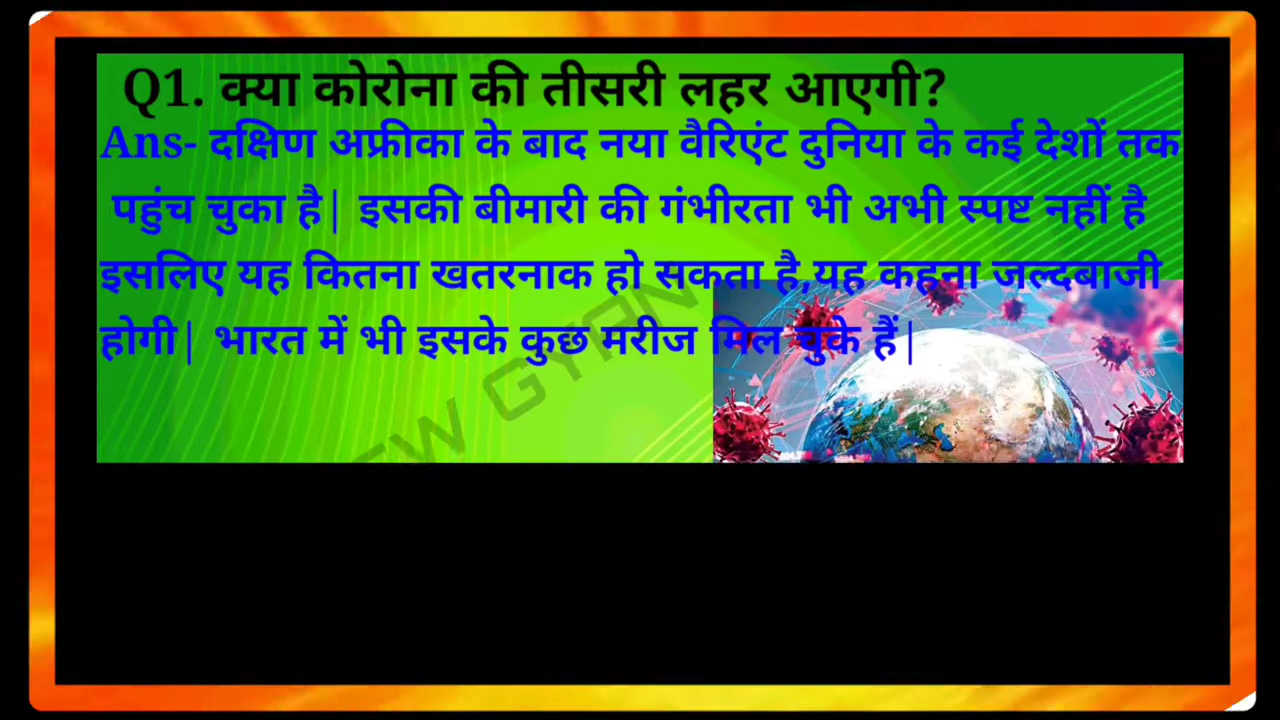 Q1. क्या कोरोना की तीसरी लहर आएगी?
Ans- दक्षिण अफ्रीका के बाद नया वैरिएंट दुनिया के कई देशों तक
पहुंच चुका है| इसकी बीमारी की गंभीरता भी अभी स्पष्ट नहीं है
इसलिए यह कितना खतरनाक हो सकता है,यह कहना जल्दबाजी
होगी| भारत में भी इसके कुछ मरीज मिल चुके हैं|
GYAN